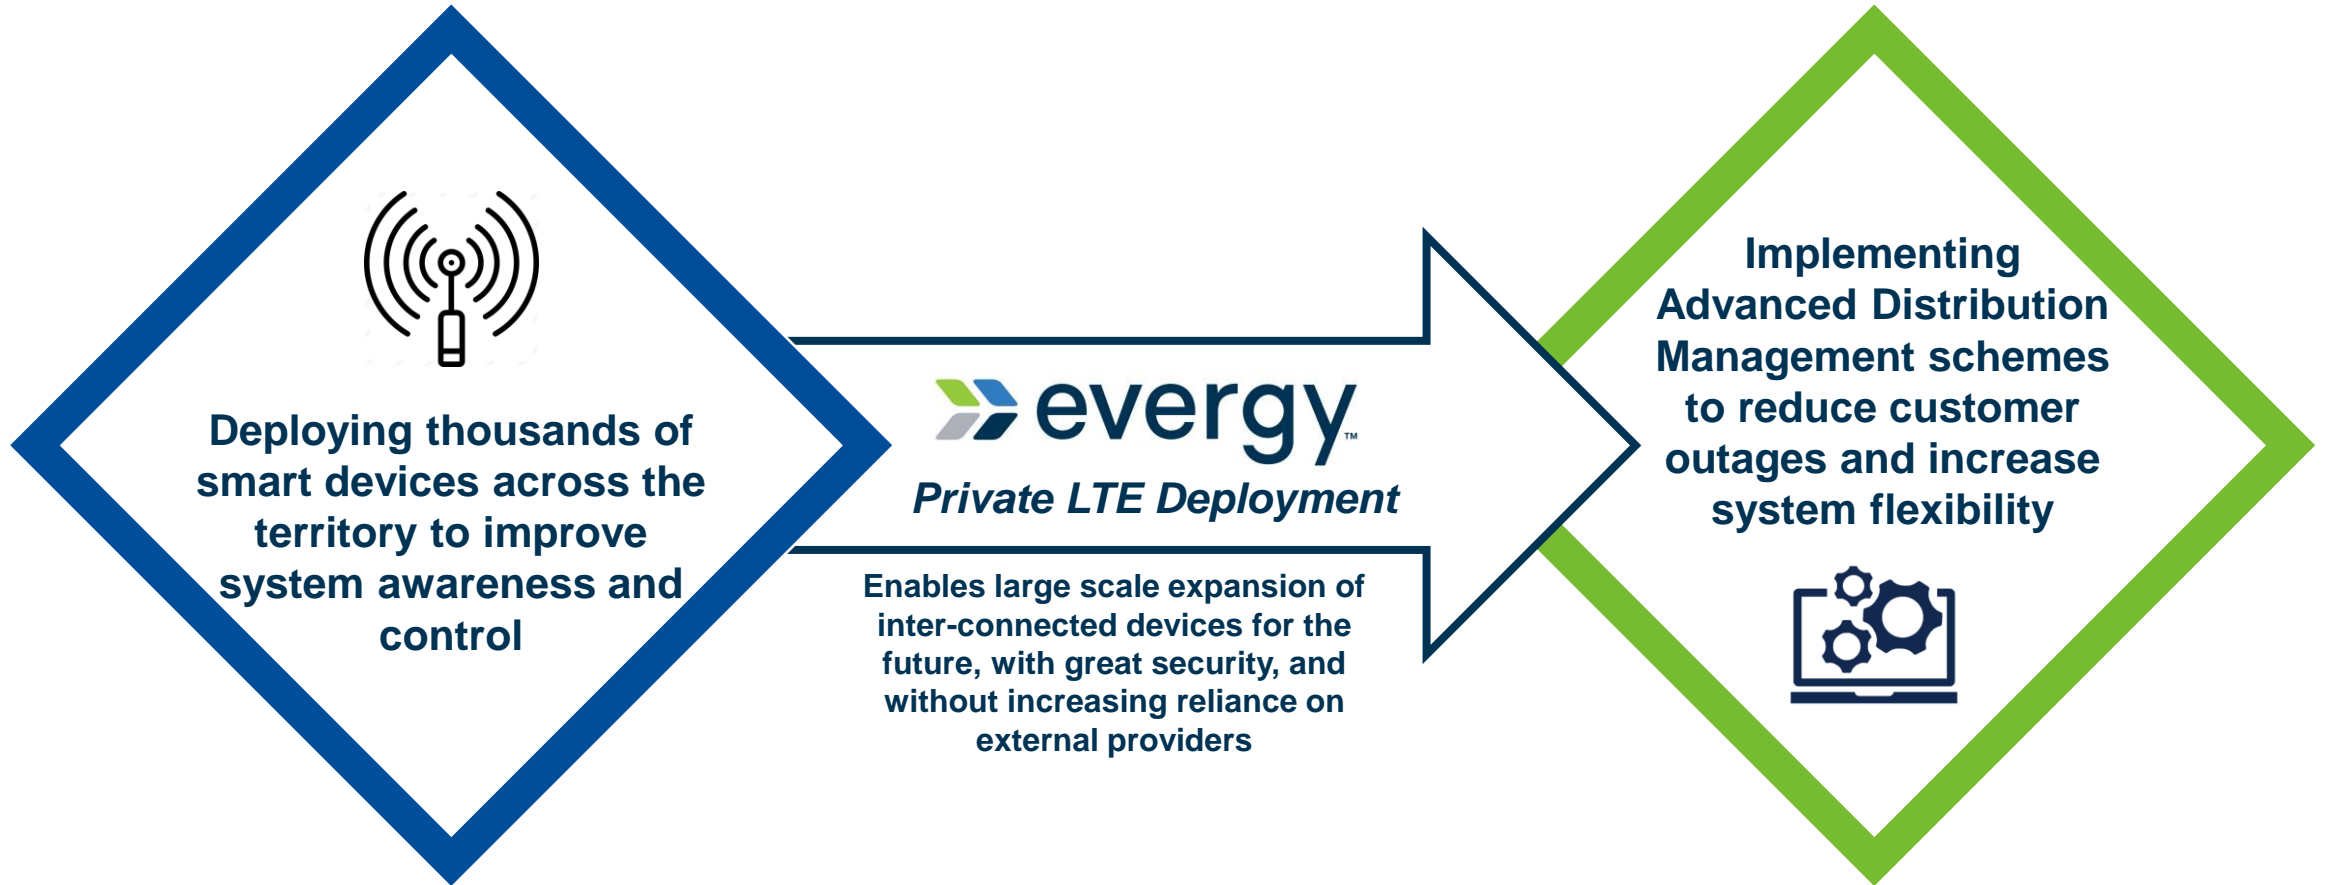 Deploying thousands of
smart devices across the
territory to improve
system awareness and
control
evergy™
Private LTE Deployment
Enables large scale expansion of
inter-connected devices for the
future, with great security, and
without increasing reliance on
external providers
Implementing
Advanced Distribution
Management schemes
to reduce customer
outages and increase
system flexibility